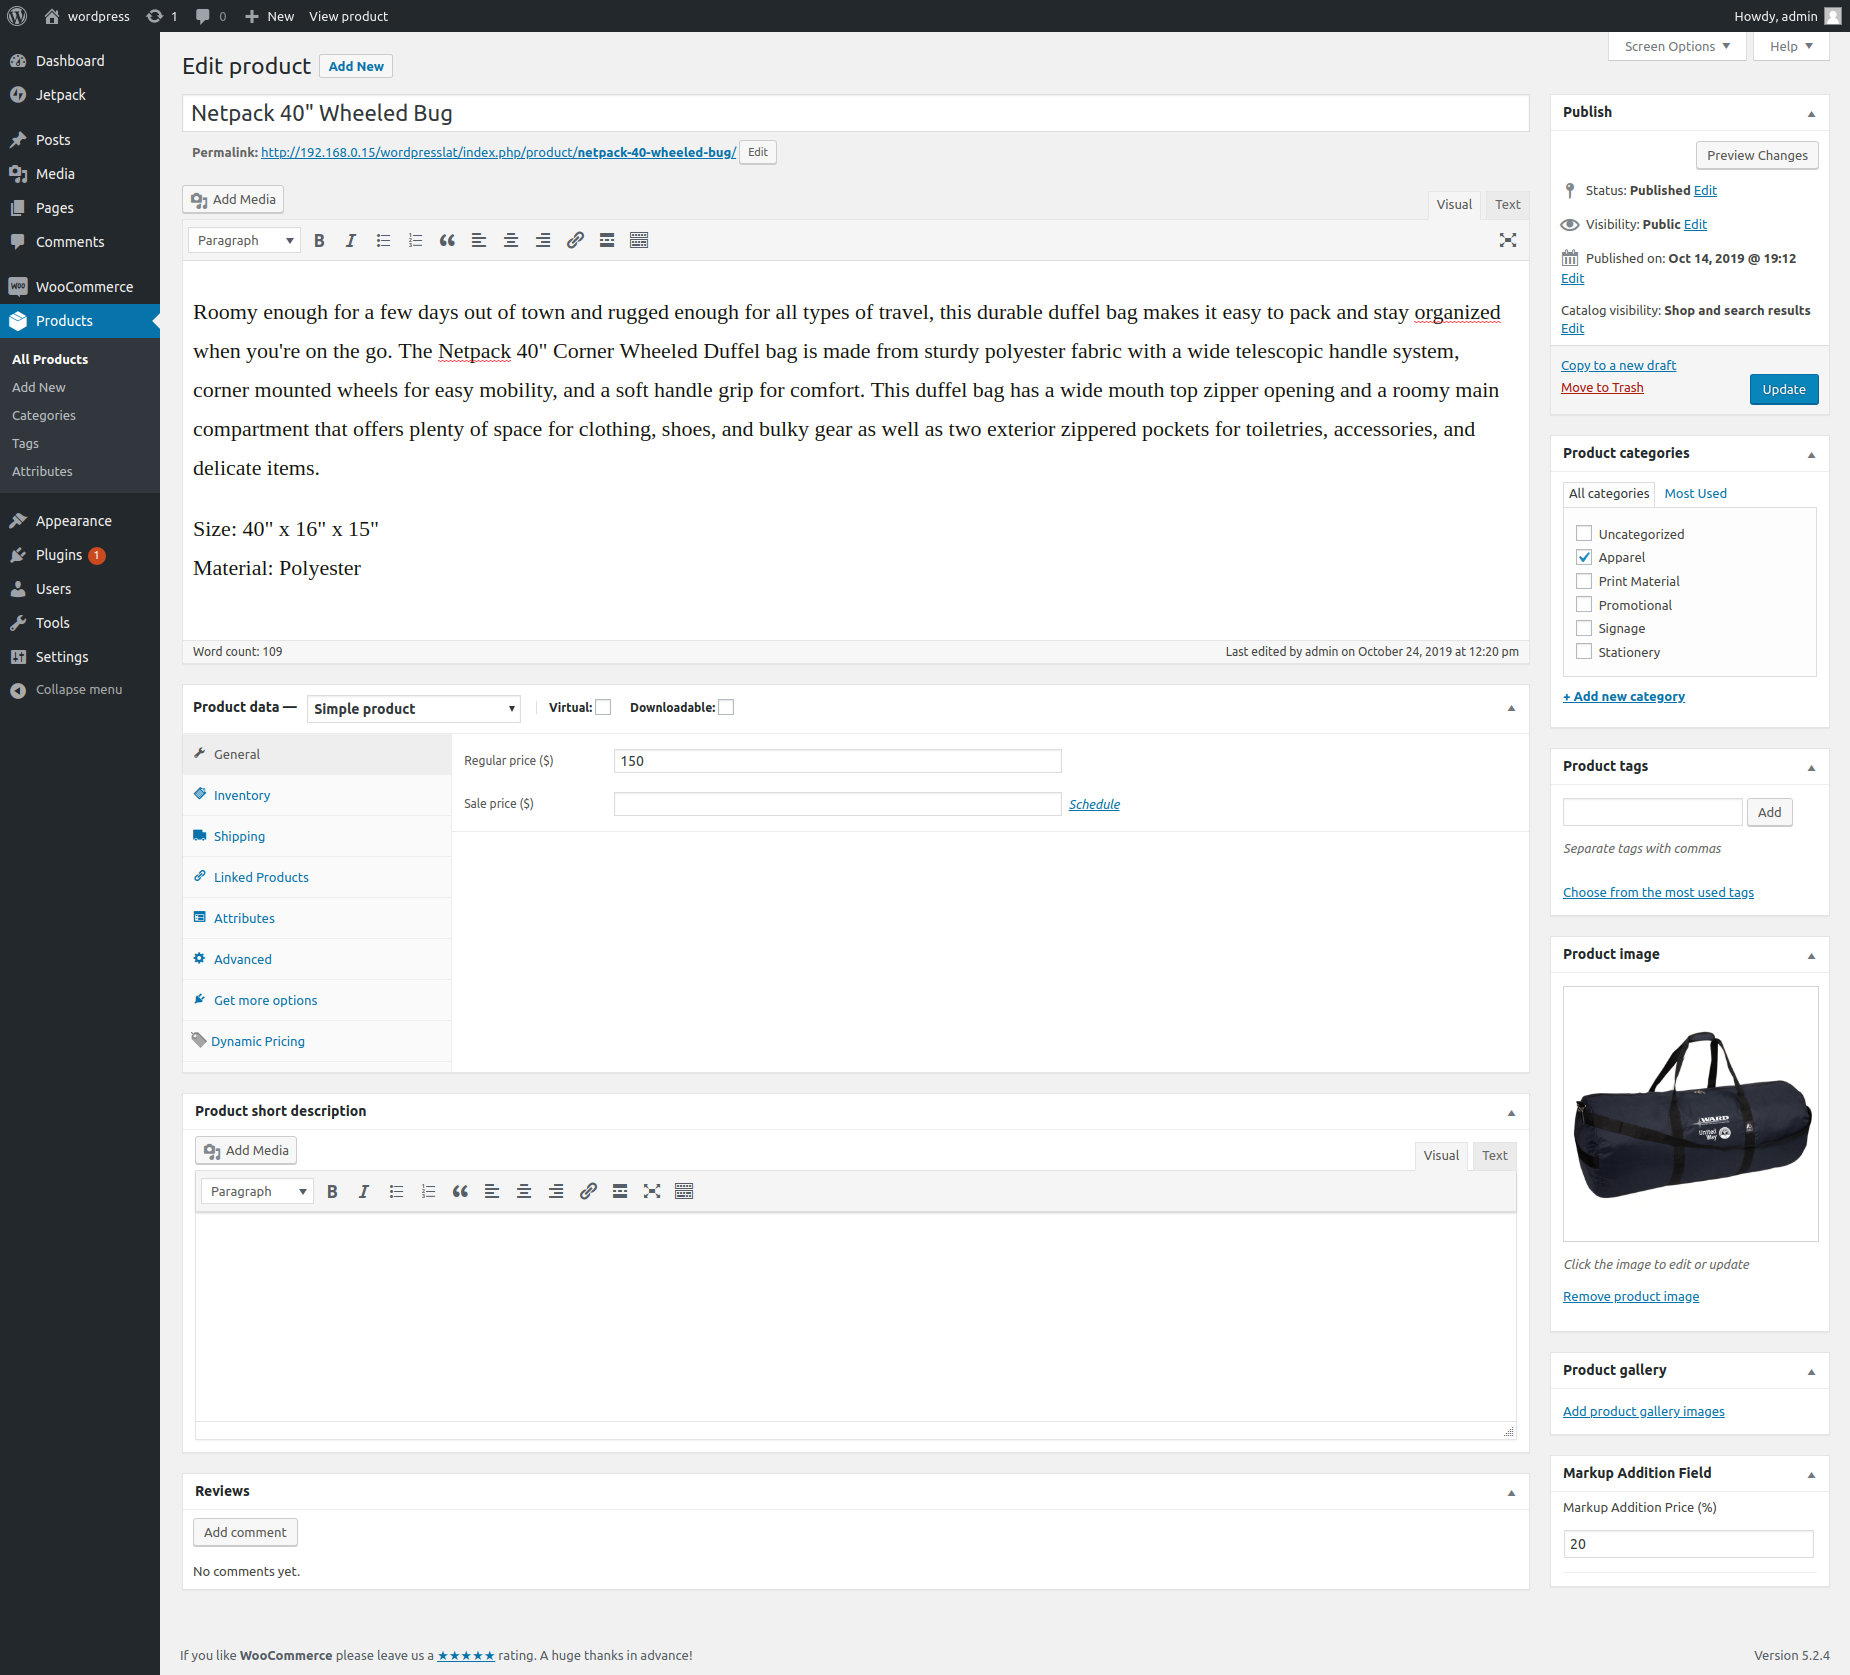 wordpress 1 0 New View product Howdy, admin
Screen Options Help
Dashboard
Jetpack
Posts
Media
Pages
Comments
WooCommerce
Products
All Products
Add New
Categories
Tags
Attributes
Appearance
Plugins 1
Users
Tools
Settings
Collapse menu
Edit product Add New
Netpack 40" Wheeled Bug
Permalink: http://192.168.0.15/wordpresslat/index.php/product/netpack-40-wheeled-bug/ Edit
Add Media
Visual Text
Paragraph
Roomy enough for a few days out of town and rugged enough for all types of travel, this durable duffel bag makes it easy to pack and stay organized
when you're on the go. The Netpack 40" Corner Wheeled Duffel bag is made from sturdy polyester fabric with a wide telescopic handle system,
corner mounted wheels for easy mobility, and a soft handle grip for comfort. This duffel bag has a wide mouth top zipper opening and a roomy main
compartment that offers plenty of space for clothing, shoes, and bulky gear as well as two exterior zippered pockets for toiletries, accessories, and
delicate items.
Size: 40" x 16" x 15"
Material: Polyester
Word count: 109 Last edited by admin on October 24, 2019 at 12:20 pm
Product data — Simple product Virtual: Downloadable:
General
Inventory
Shipping
Linked Products
Attributes
Advanced
Get more options
Dynamic Pricing
Regular price ($) 150
Sale price ($) Schedule
Product short description
Add Media
Visual Text
Paragraph
Reviews
Add comment
No comments yet.
Publish
Preview Changes
Status: Published Edit
Visibility: Public Edit
Published on: Oct 14, 2019 @ 19:12
Edit
Catalog visibility: Shop and search results
Edit
Copy to a new draft
Move to Trash
Update
Product categories
All categories Most Used
Uncategorized
Apparel
Print Material
Promotional
Signage
Stationery
+ Add new category
Product tags
Add
Separate tags with commas
Choose from the most used tags
Product image
WARD
United
Way
Click the image to edit or update
Remove product image
Product gallery
Add product gallery images
Markup Addition Field
Markup Addition Price (%)
20
If you like WooCommerce please leave us a ★★★★★ rating. A huge thanks in advance!
Version 5.2.4